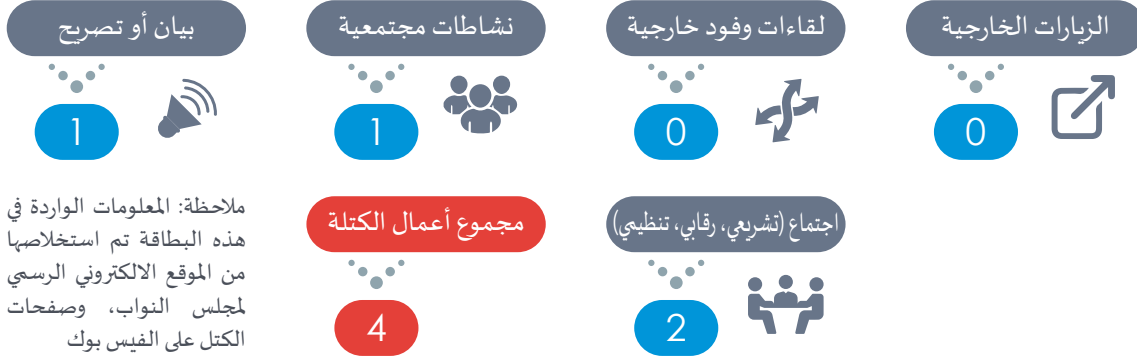 الزيارات الخارجية
0
لقاءات وفود خارجية
0
نشاطات مجتمعية
1
بيان أو تصريح
1
اجتماع (تشريعي، رقابي، تنظيمي)
2
مجموع أعمال الكتلة
4
ملاحظة: المعلومات الواردة في
هذه البطاقة تم استخلاصها
من الموقع الالكتروني الرسمي
لمجلس النواب، وصفحات
الكتل على الفيس بوك